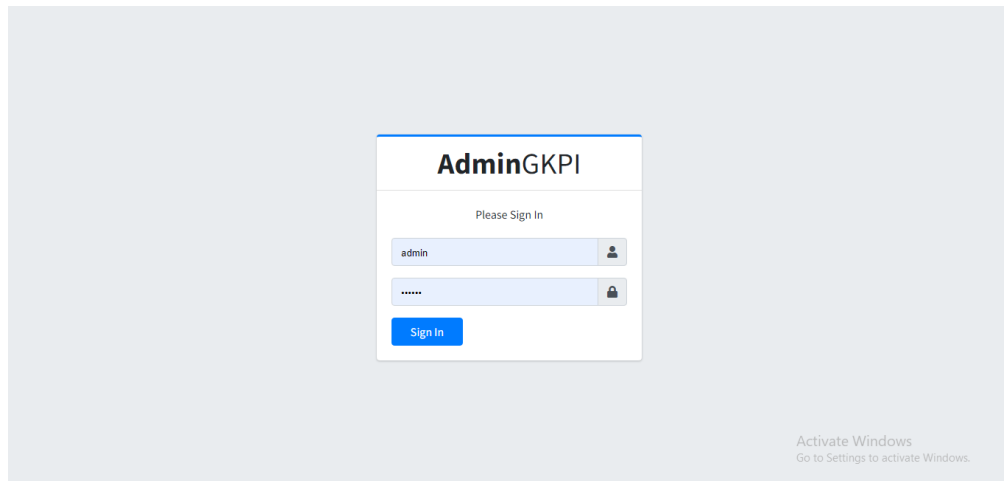 AdminGKPI
Please Sign In
admin
••••••
Sign In
Activate Windows
Go to Settings to activate Windows.